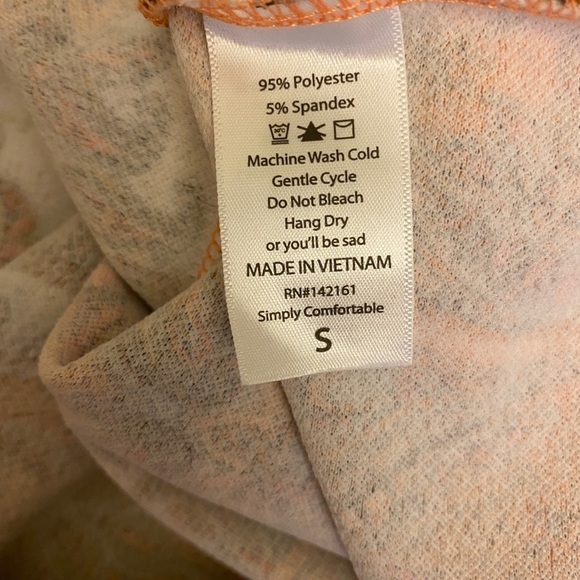 95% Polyester
5% Spandex
Machine Wash Cold
Gentle Cycle
Do Not Bleach
Hang Dry
or you'll be sad
MADE IN VIETNAM
RN#142161
Simply Comfortable
S